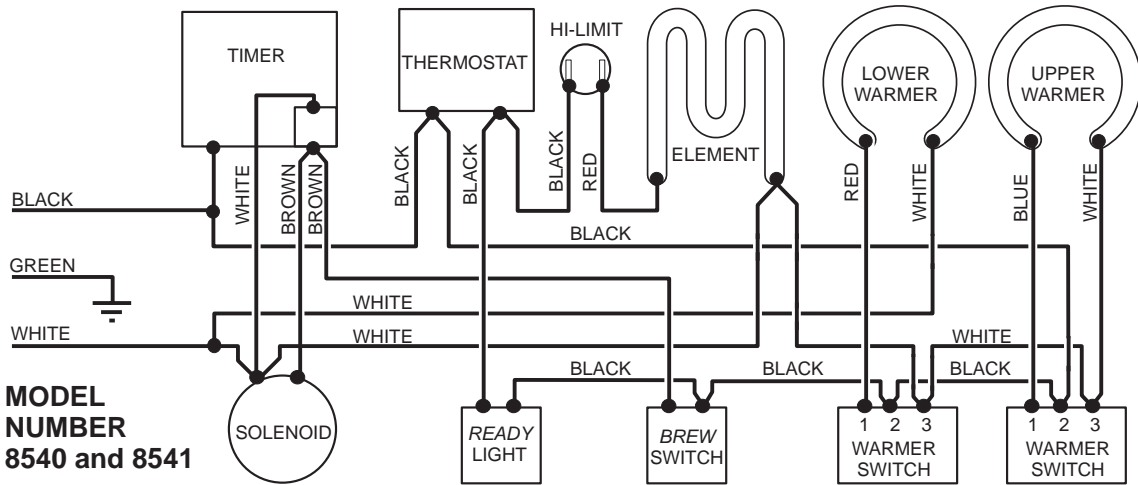 TIMER
THERMOSTAT
HI-LIMIT
ELEMENT
LOWER
WARMER
UPPER
WARMER
WHITE
BROWN
BROWN
BLACK
BLACK
BLACK
RED
RED
WHITE
BLUE
WHITE
BLACK
BLACK
GREEN
WHITE
WHITE
WHITE
WHITE
BLACK
BLACK
BLACK
MODEL
NUMBER
8540 and 8541
SOLENOID
READY
LIGHT
BREW
SWITCH
1 2 3
WARMER
SWITCH
1 2 3
WARMER
SWITCH